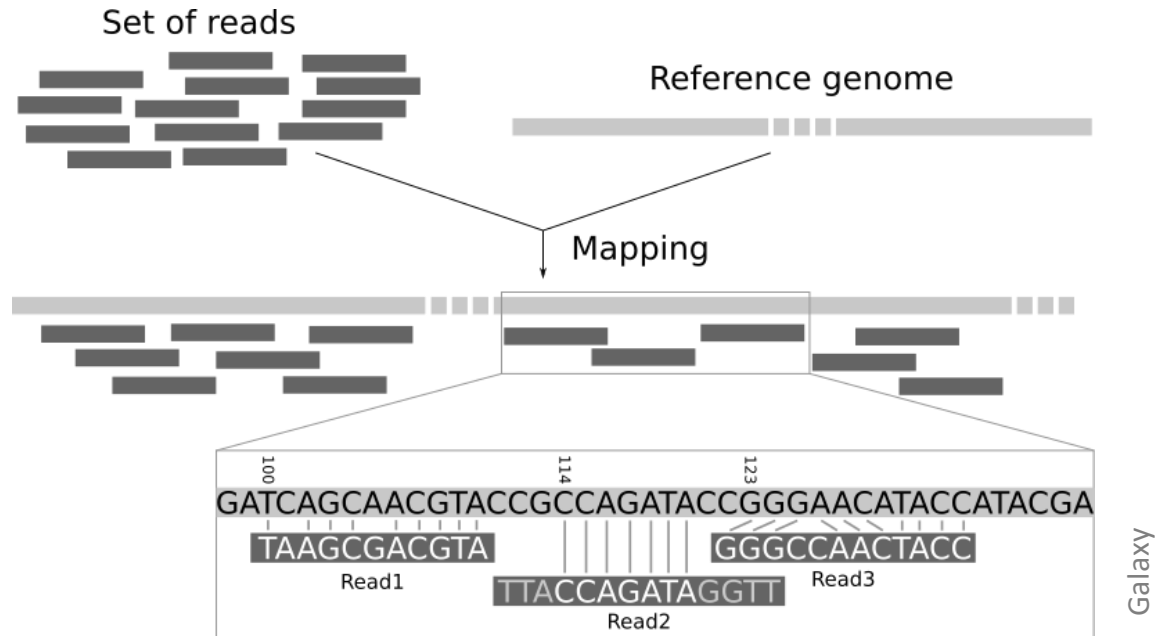 Set of reads
Reference genome
Mapping
100 114 123
GATCAGCAACGTACCGCCAGATACCGGGAACATACCATACGA
TAAGCGACGTA
GGGCCAACTACC
Read1
Read3
TTACCAGATAGGTT
Read2
Galaxy